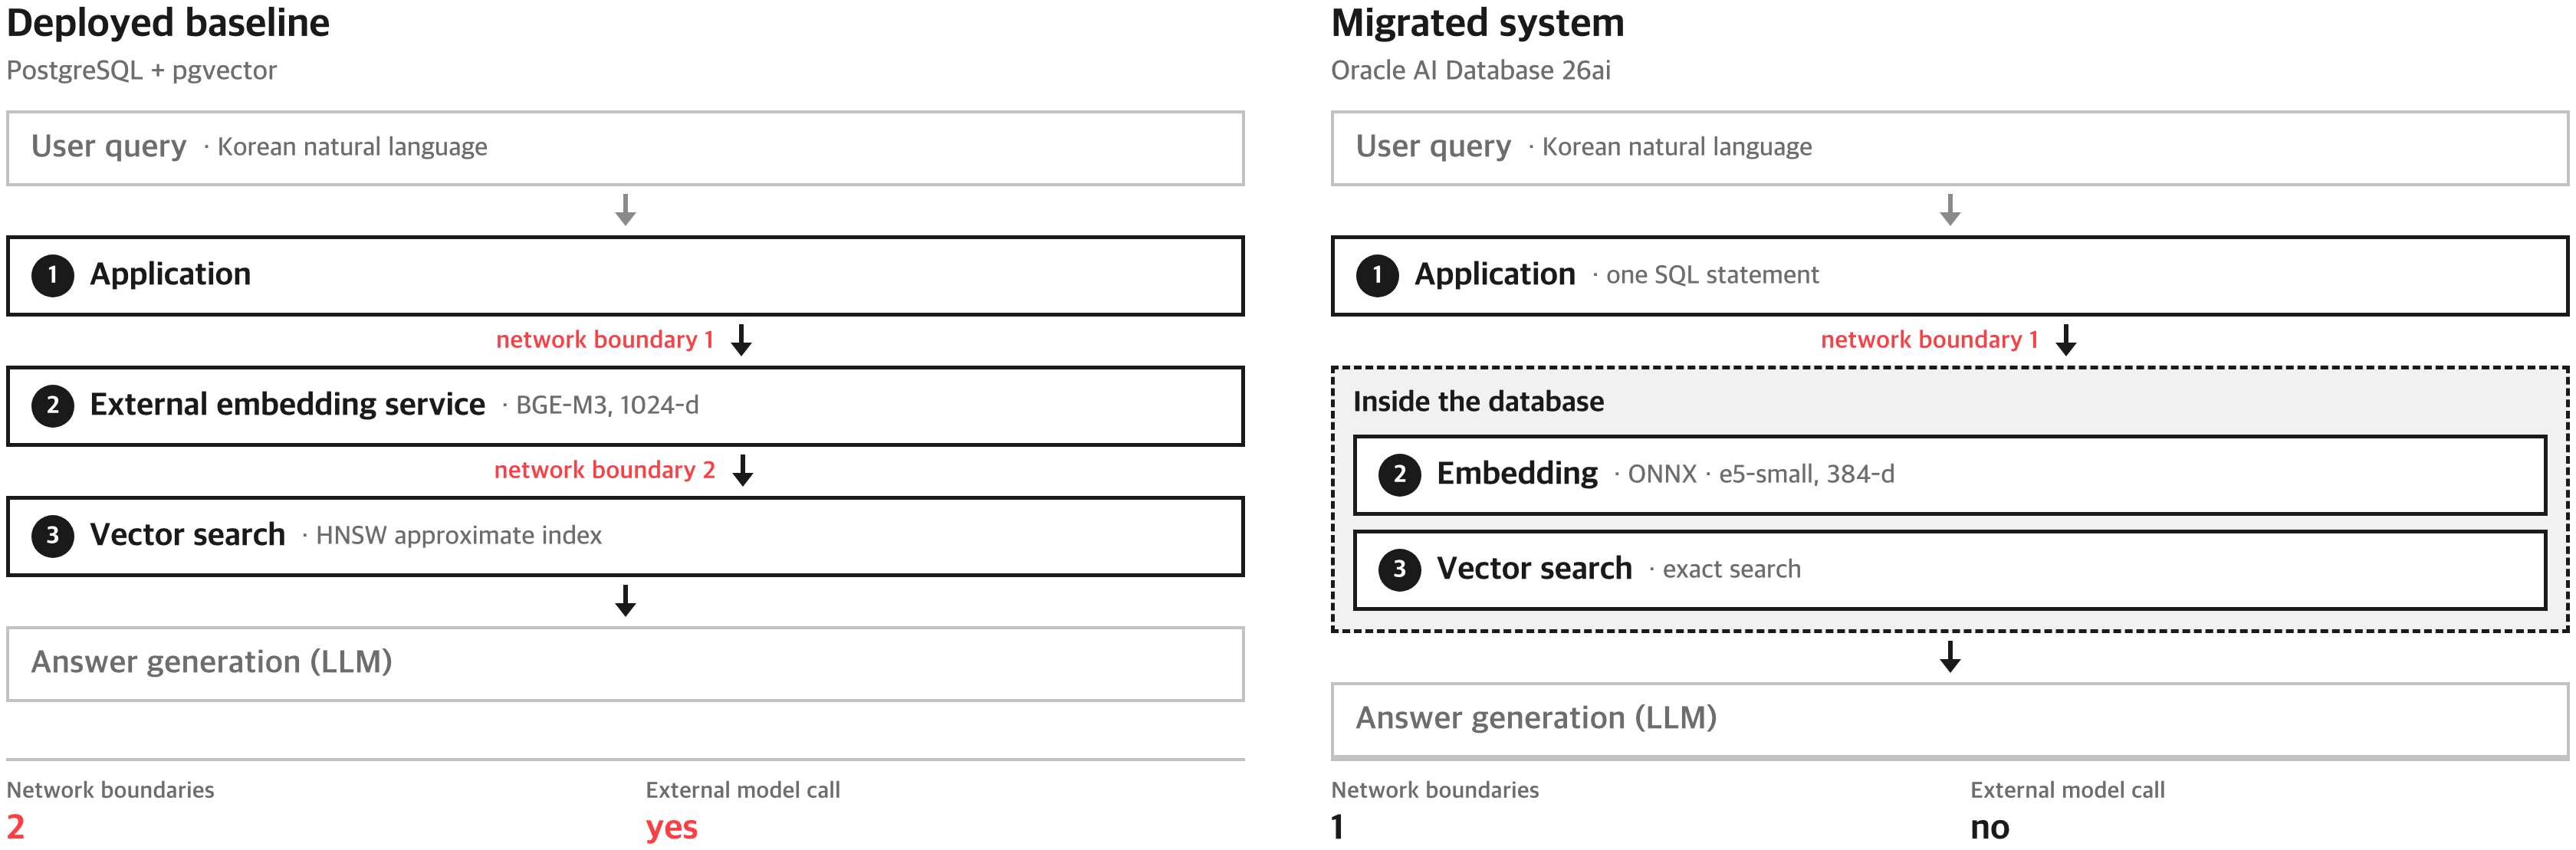 Deployed baseline
PostgreSQL + pgvector
User query · Korean natural language
1 Application
network boundary 1
2 External embedding service · BGE-M3, 1024-d
network boundary 2
3 Vector search · HNSW approximate index
Answer generation (LLM)
Network boundaries
2
External model call
yes
Migrated system
Oracle AI Database 26ai
User query · Korean natural language
1 Application · one SQL statement
network boundary 1
Inside the database
2 Embedding · ONNX · e5-small, 384-d
3 Vector search · exact search
Answer generation (LLM)
Network boundaries
1
External model call
no